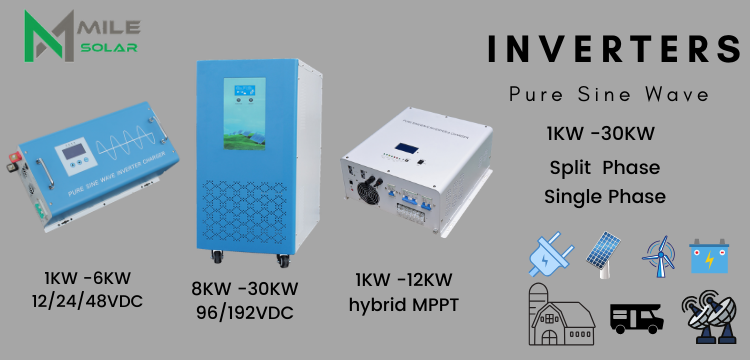 MILE
SOLAR
INVERTERS
Pure Sine Wave
1KW -30KW
Split Phase
Single Phase
PURE SINE WAVE INVERTER CHARGER
1KW -6KW
12/24/48VDC
8KW -30KW
96/192VDC
1KW -12KW
hybrid MPPT